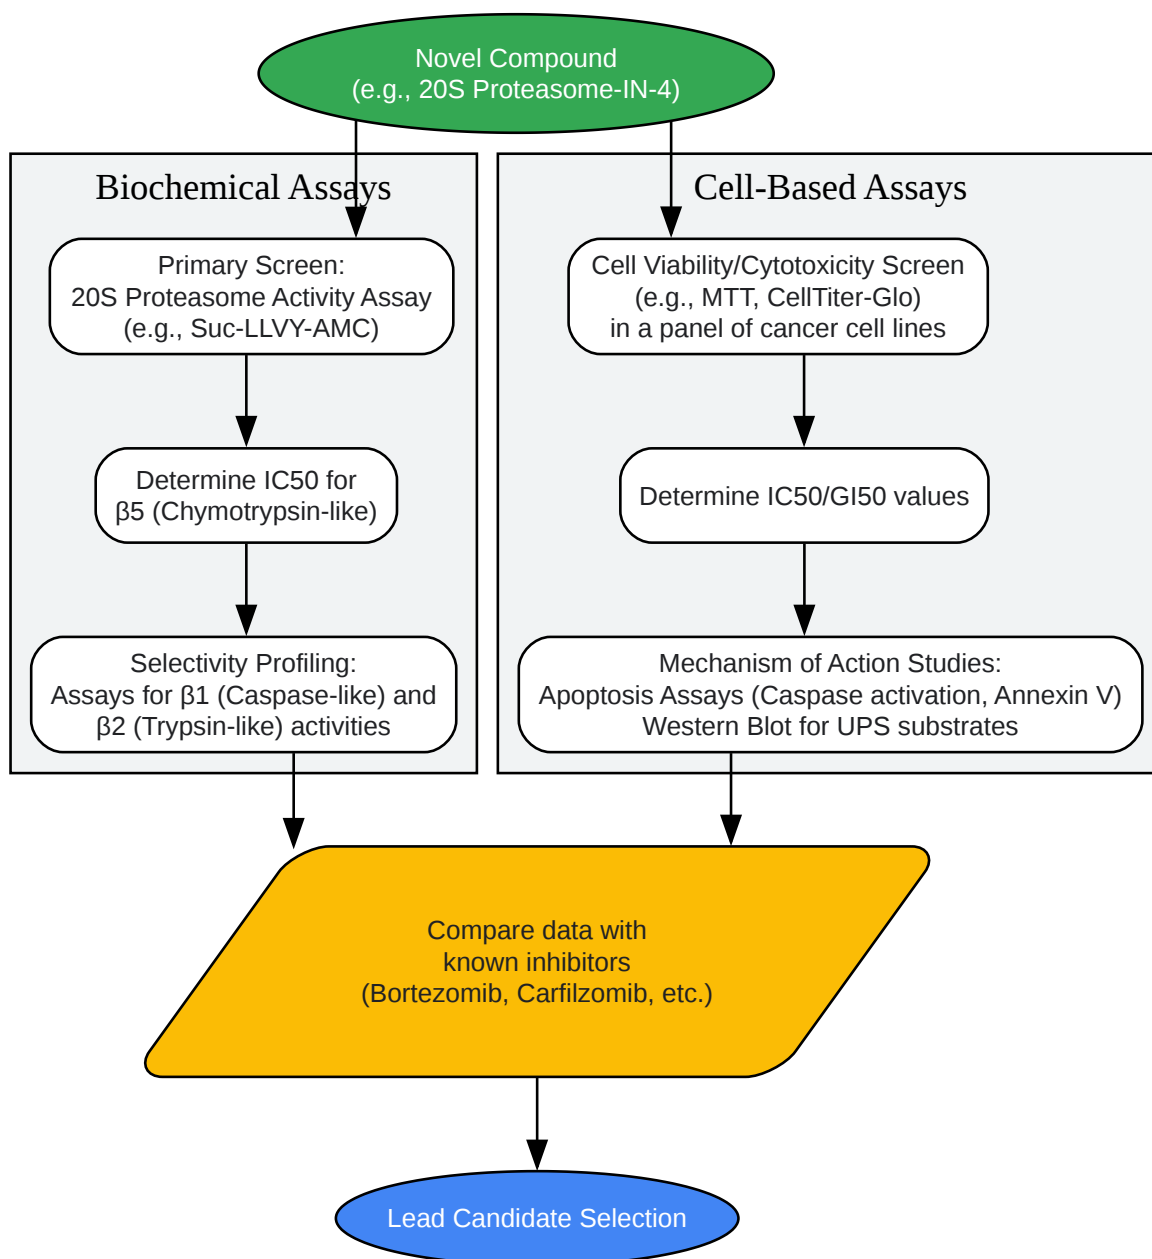 Novel Compound
(e.g., 20S Proteasome-IN-4)
Biochemical Assays
Primary Screen:
20S Proteasome Activity Assay
(e.g., Suc-LLVY-AMC)
Determine IC50 for
β5 (Chymotrypsin-like)
Selectivity Profiling:
Assays for β1 (Caspase-like) and
β2 (Trypsin-like) activities
Cell-Based Assays
Cell Viability/Cytotoxicity Screen
(e.g., MTT, CellTiter-Glo)
in a panel of cancer cell lines
Determine IC50/GI50 values
Mechanism of Action Studies:
Apoptosis Assays (Caspase activation, Annexin V)
Western Blot for UPS substrates
Compare data with
known inhibitors
(Bortezomib, Carfilzomib, etc.)
Lead Candidate Selection